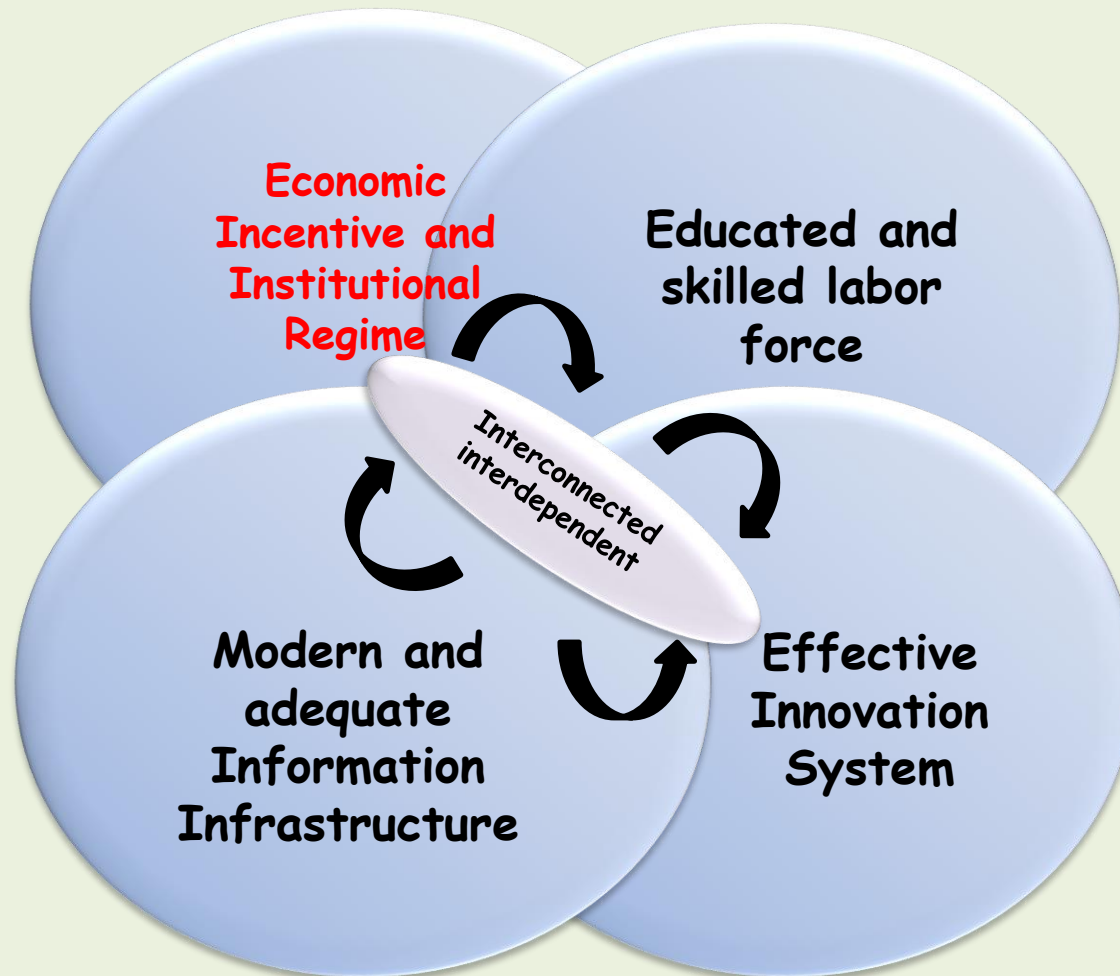 Economic
Incentive and
Institutional
Regime
Educated and
skilled labor
force
Interconnected
interdependent
Modern and
adequate
Information
Infrastructure
Effective
Innovation
System